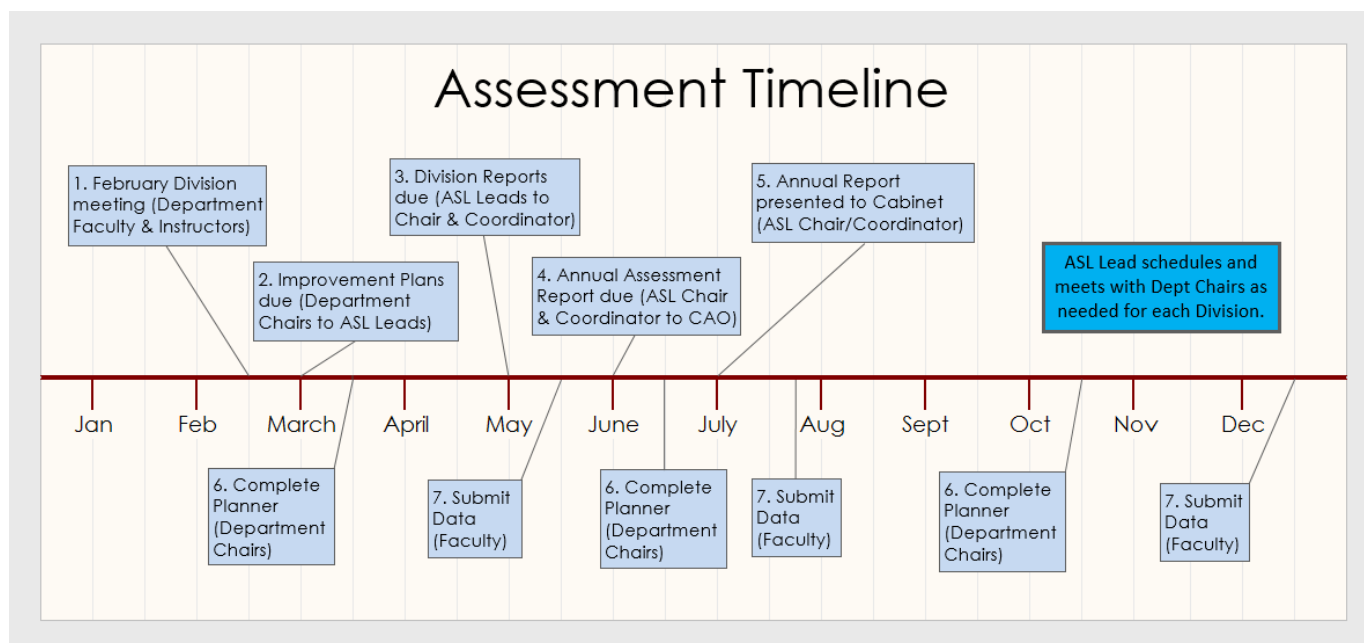 Assessment Timeline
1. February Division
meeting (Department
Faculty & Instructors)
2. Improvement Plans
due (Department
Chairs to ASL Leads)
3. Division Reports
due (ASL Leads to
Chair & Coordinator)
4. Annual Assessment
Report due (ASL Chair
& Coordinator to CAO)
5. Annual Report
presented to Cabinet
(ASL Chair/Coordinator)
ASL Lead schedules and
meets with Dept Chairs as
needed for each Division.
Jan
Feb
March
April
May
June
July
Aug
Sept
Oct
Nov
Dec
6. Complete
Planner
(Department
Chairs)
7. Submit
Data
(Faculty)
6. Complete
Planner
(Department
Chairs)
7. Submit
Data
(Faculty)
6. Complete
Planner
(Department
Chairs)
7. Submit
Data
(Faculty)